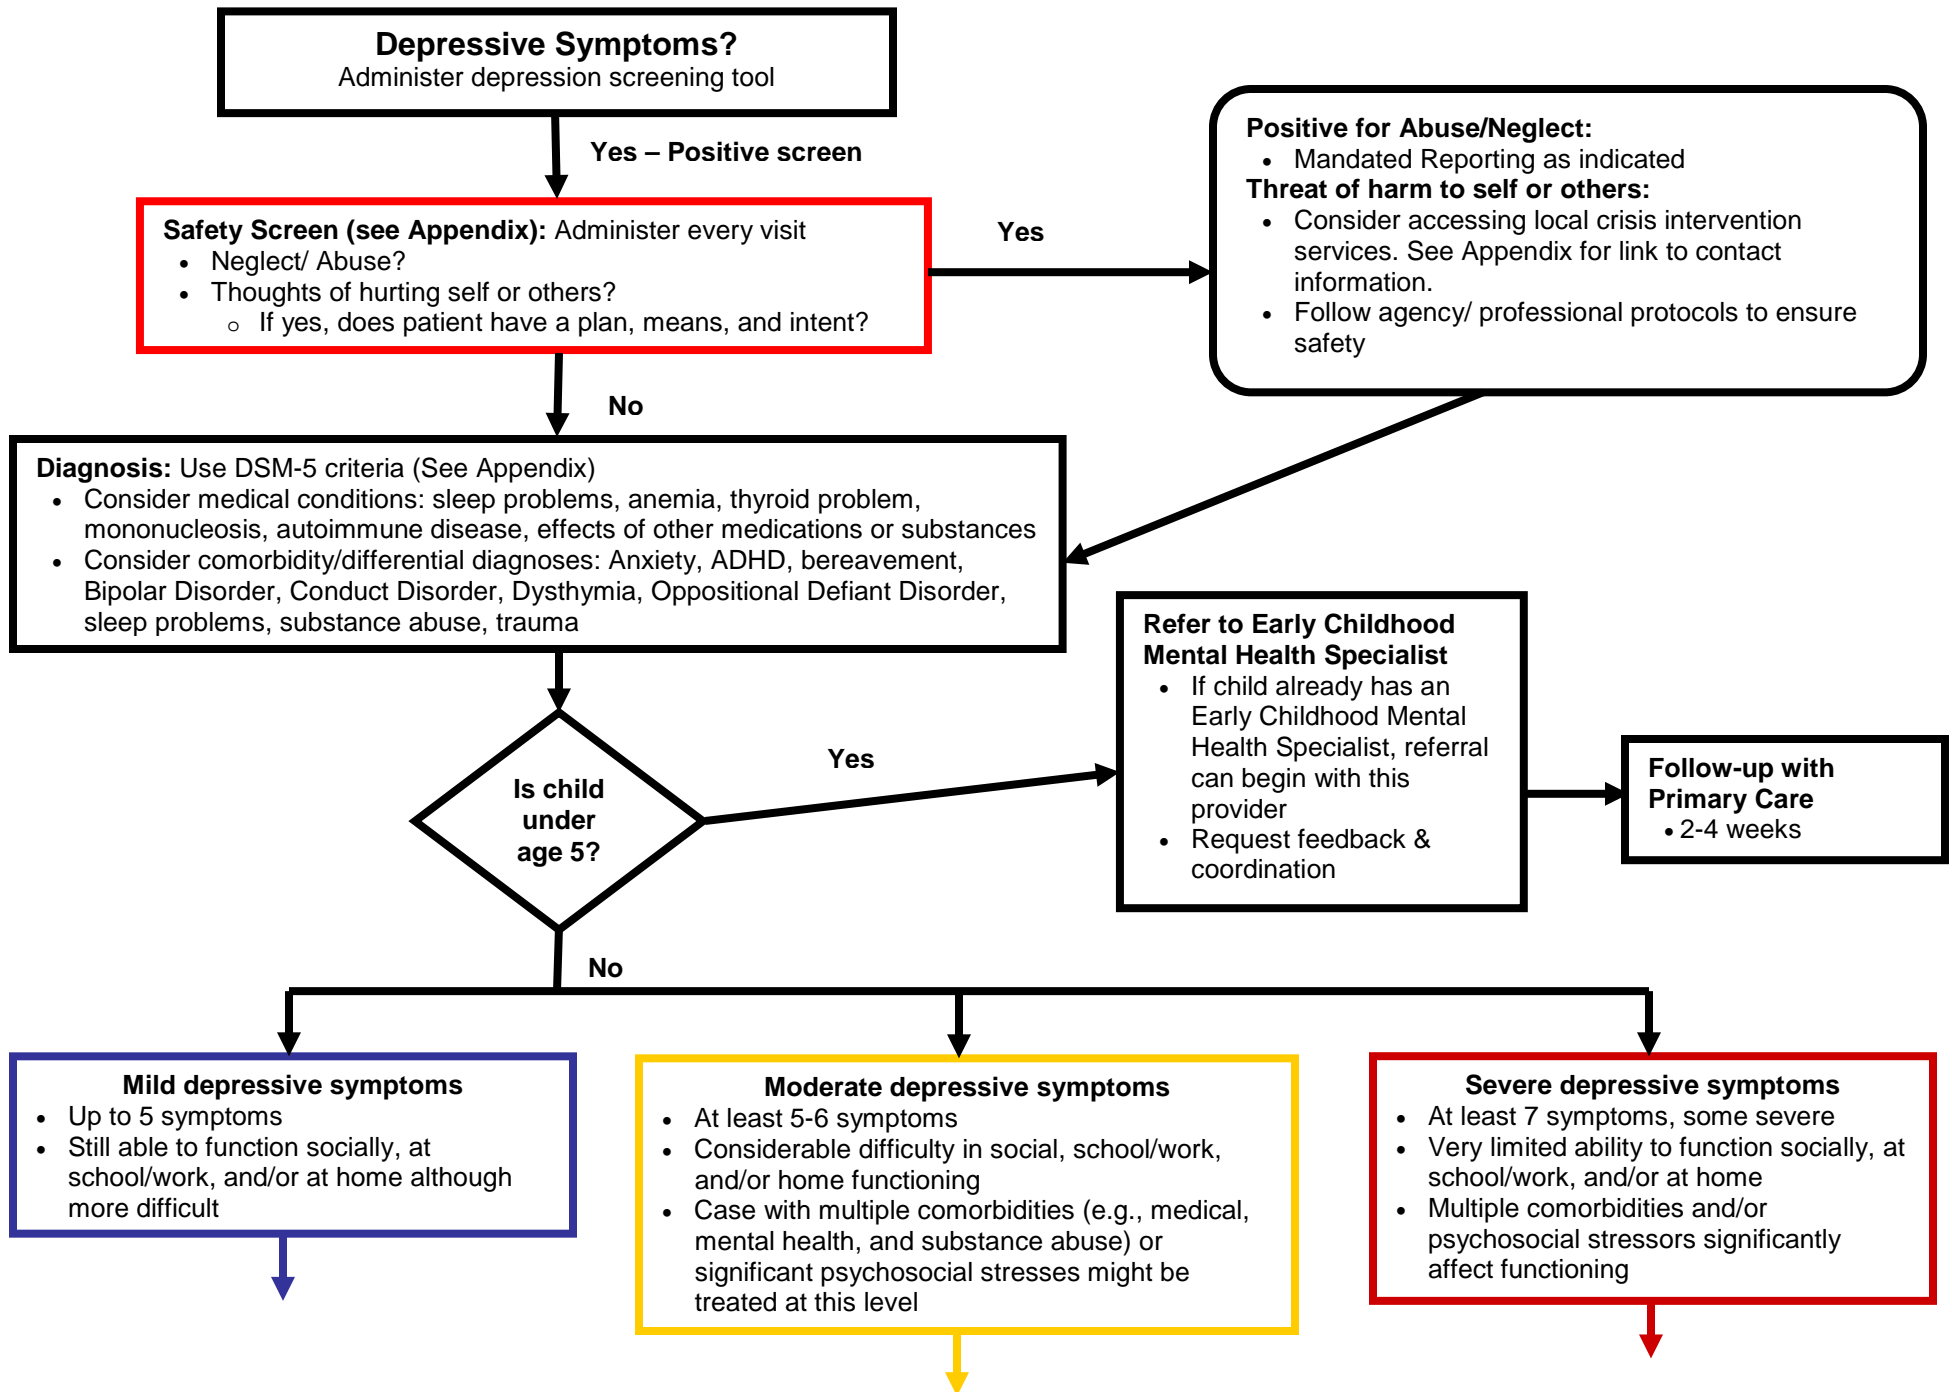 Depressive Symptoms?
Administer depression screening tool
Yes – Positive screen
Safety Screen (see Appendix): Administer every visit
• Neglect/ Abuse?
• Thoughts of hurting self or others?
o If yes, does patient have a plan, means, and intent?
Yes
Positive for Abuse/Neglect:
• Mandated Reporting as indicated
Threat of harm to self or others:
• Consider accessing local crisis intervention
services. See Appendix for link to contact
information.
• Follow agency/ professional protocols to ensure
safety
No
Diagnosis: Use DSM-5 criteria (See Appendix)
• Consider medical conditions: sleep problems, anemia, thyroid problem,
mononucleosis, autoimmune disease, effects of other medications or substances
• Consider comorbidity/differential diagnoses: Anxiety, ADHD, bereavement,
Bipolar Disorder, Conduct Disorder, Dysthymia, Oppositional Defiant Disorder,
sleep problems, substance abuse, trauma
Is child
under
age 5?
Yes
Refer to Early Childhood
Mental Health Specialist
• If child already has an
Early Childhood Mental
Health Specialist, referral
can begin with this
provider
• Request feedback &
coordination
Follow-up with
Primary Care
• 2-4 weeks
No
Mild depressive symptoms
• Up to 5 symptoms
• Still able to function socially, at
school/work, and/or at home although
more difficult
Moderate depressive symptoms
• At least 5-6 symptoms
• Considerable difficulty in social, school/work,
and/or home functioning
• Case with multiple comorbidities (e.g., medical,
mental health, and substance abuse) or
significant psychosocial stresses might be
treated at this level
Severe depressive symptoms
• At least 7 symptoms, some severe
• Very limited ability to function socially, at
school/work, and/or at home
• Multiple comorbidities and/or
psychosocial stressors significantly
affect functioning